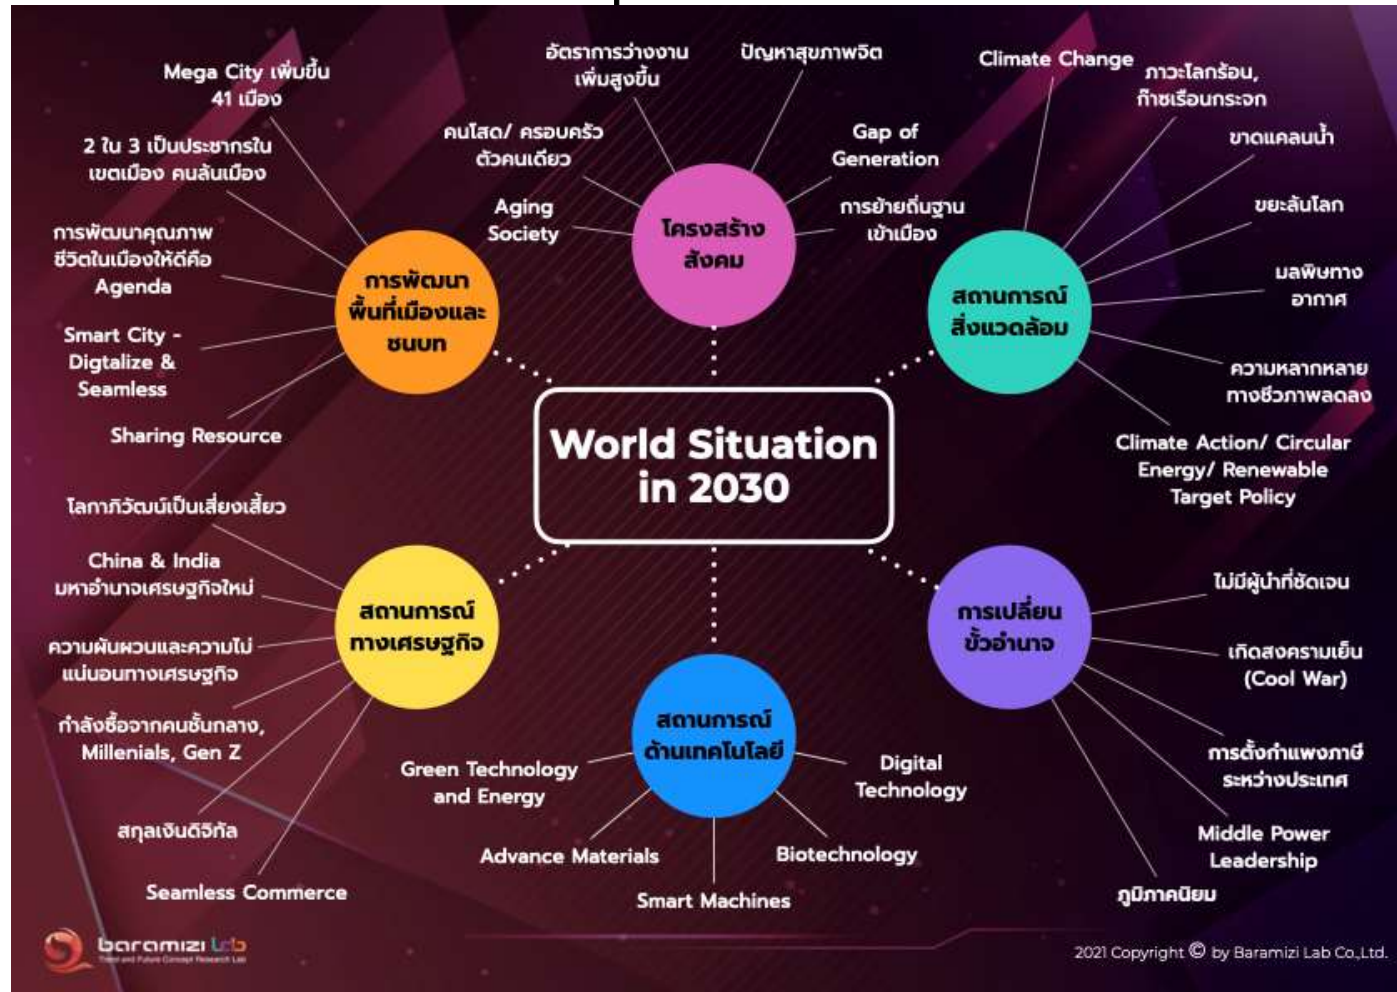 Mega City เพิ่มขึ้น
41 เมือง
2 ใน 3 เป็นประชากรใน
เขตเมือง คนล้นเมือง
การพัฒนาคุณภาพ
ชีวิตในเมืองให้ดีคือ
Agenda
Smart City -
Digtalize &
Seamless
Sharing Resource
การพัฒนา
พื้นที่เมืองและ
ชนบท
อัตราการว่างงาน
เพิ่มสูงขึ้น
ปัญหาสุขภาพจิต
คนโสด/ ครอบครัว
ตัวคนเดียว
Gap of
Generation
Aging
Society
การย้ายถิ่นฐาน
เข้าเมือง
โครงสร้าง
สังคม
Climate Change
ภาวะโลกร้อน,
ก๊าซเรือนกระจก
ขาดแคลนน้ำ
ขยะล้นโลก
มลพิษทาง
อากาศ
ความหลากหลาย
ทางชีวภาพลดลง
Climate Action/ Circular
Energy/ Renewable
Target Policy
สถานการณ์
สิ่งแวดล้อม
World Situation
in 2030
โลกาภิวัฒน์เป็นเสี่ยงเสี้ยว
China & India
มหาอำนาจเศรษฐกิจใหม่
ความผันผวนและความไม่
แน่นอนทางเศรษฐกิจ
กำลังซื้อจากคนชั้นกลาง,
Millenials, Gen Z
สกุลเงินดิจิทัล
Seamless Commerce
สถานการณ์
ทางเศรษฐกิจ
สถานการณ์
ด้านเทคโนโลยี
Green Technology
and Energy
Advance Materials
Smart Machines
Biotechnology
Digital
Technology
การเปลี่ยน
ขั้วอำนาจ
ไม่มีผู้นำที่ชัดเจน
เกิดสงครามเย็น
(Cool War)
การตั้งกำแพงภาษี
ระหว่างประเทศ
Middle Power
Leadership
ภูมิภาคนิยม
baramizi Lab
Trend and Future Concept Research Lab
2021 Copyright © by Baramizi Lab Co.,Ltd.